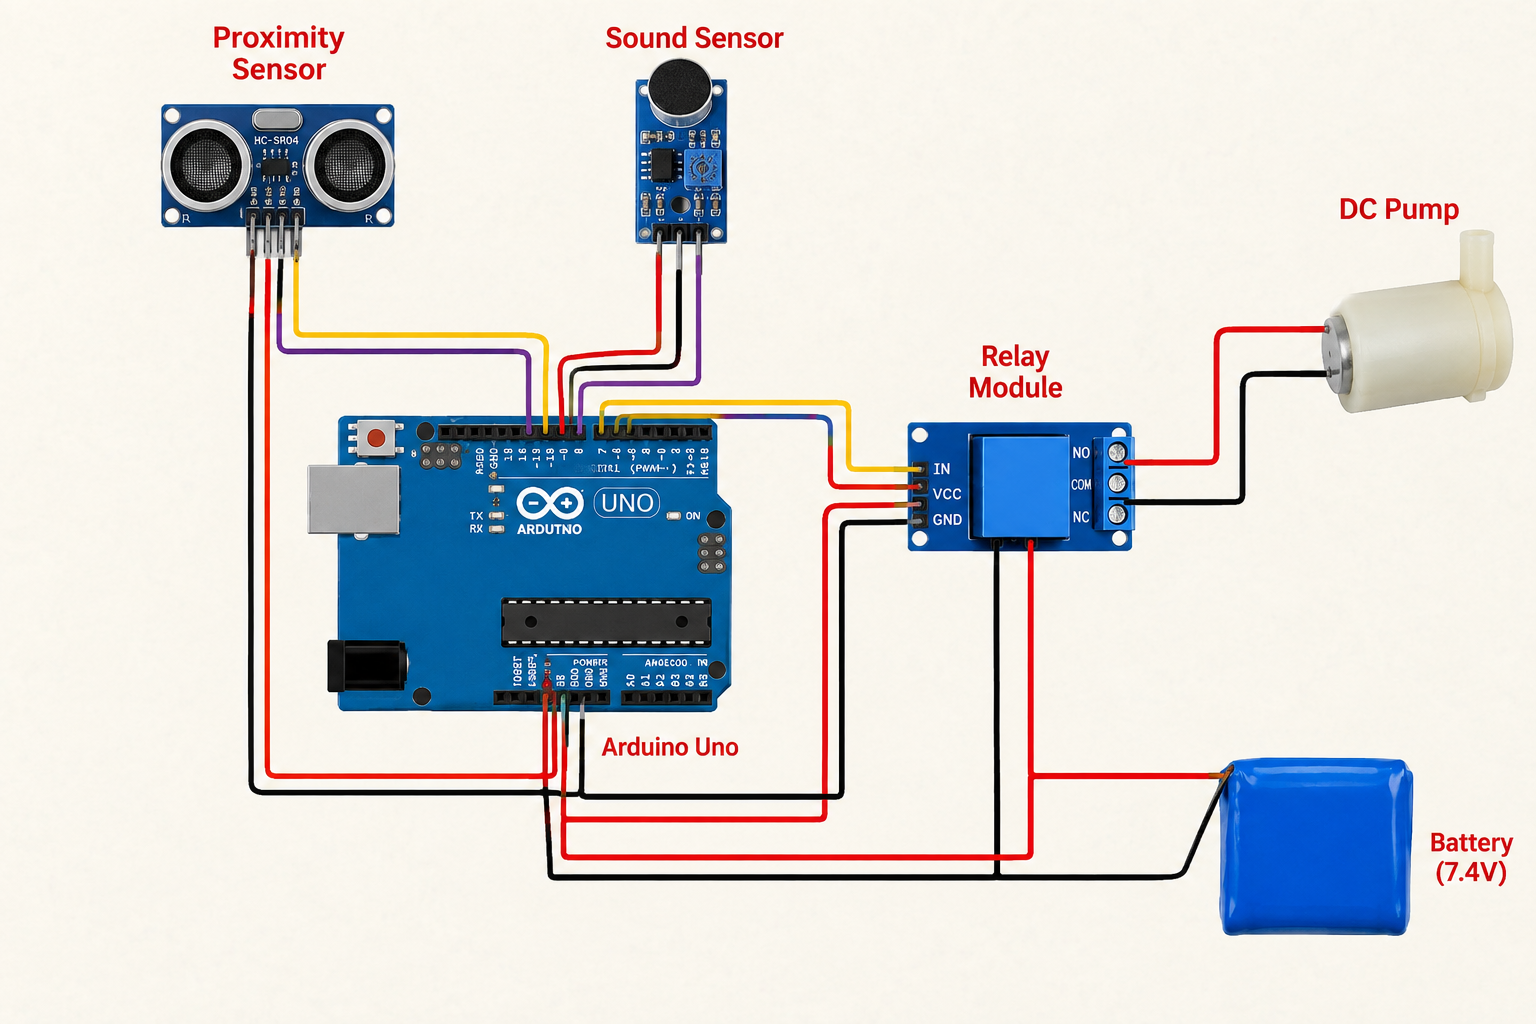 Proximity
Sensor
Sound Sensor
HC-SR04
R
R
DC Pump
Relay
Module
NO
IN
COM
VCC
NC
GND
UNO
ARDUTNO
TX
RX
ON
Arduino Uno
Battery
(7.4V)